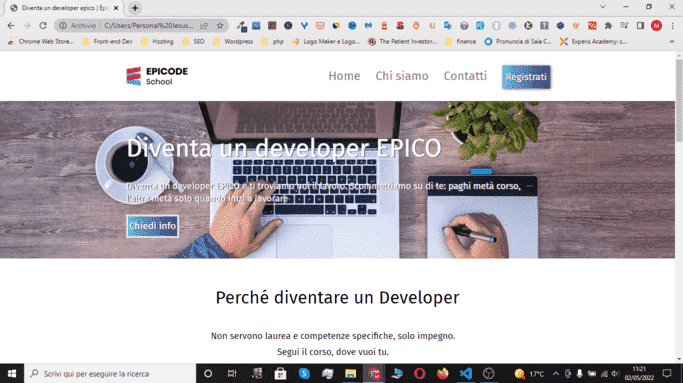 Diventa un developer epico | Epi
Archivio
C:/Users/Personal%20Jesus...
Chrome Web Store...
Front-end Dev
Hosting
SEO
Wordpress
php
Logo Maker e Logo...
The Patient Investor...
finance
Pronuncia di Sala C...
Experis Academy: c...
EPICODE
School
Home
Chi siamo
Contatti
Registrati
Diventa un developer EPICO
Diventa un developer EPICO e ti troviamo noi il lavoro. Scommettiamo su di te: paghi metà corso,
l'altra metà solo quando inizi a lavorare
Chiedi info
Perché diventare un Developer
Non servono laurea e competenze specifiche, solo impegno.
Segui il corso, dove vuoi tu.
Scrivi qui per eseguire la ricerca
17°C
11:21
02/05/2022